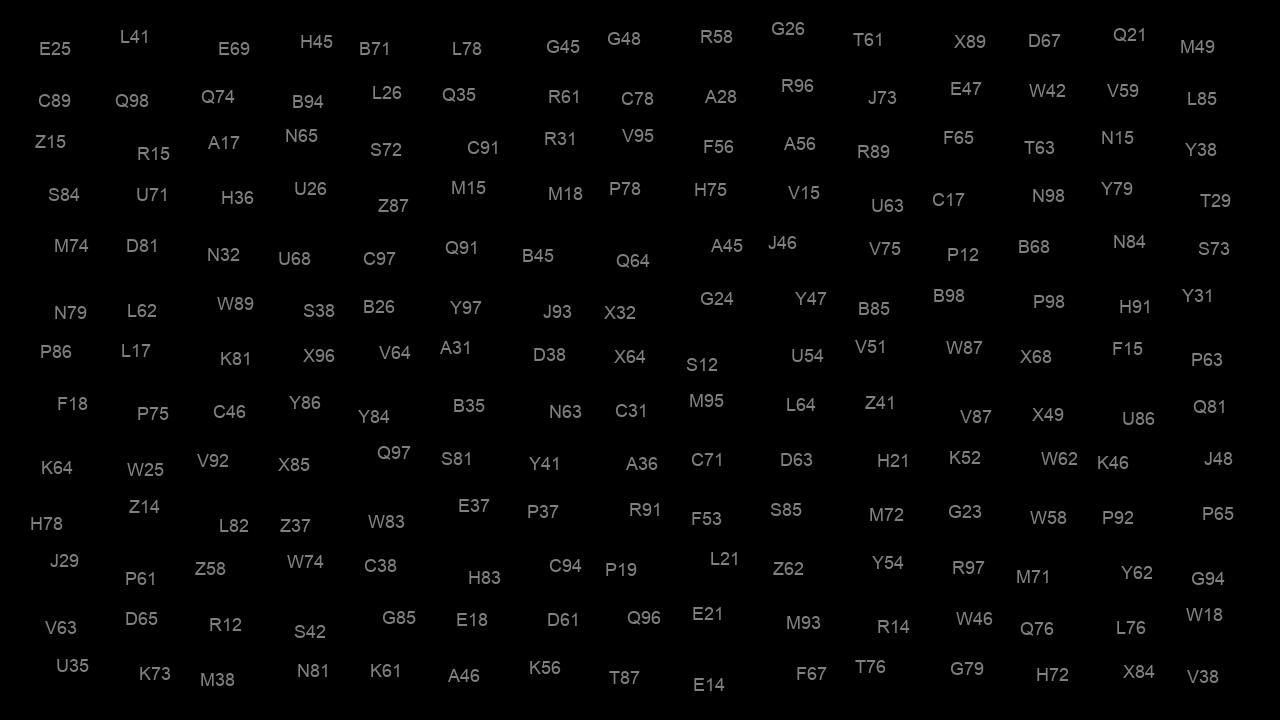 E25 L41 E69 H45 B71 L78 G45 G48 R58 G26 T61 X89 D67 Q21 M49
C89 Q98 Q74 B94 L26 Q35 R61 C78 A28 R96 J73 E47 W42 V59 L85
Z15 R15 A17 N65 S72 C91 R31 V95 F56 A56 R89 F65 T63 N15 Y38
S84 U71 H36 U26 Z87 M15 M18 P78 H75 V15 U63 C17 N98 Y79 T29
M74 D81 N32 U68 C97 Q91 B45 Q64 A45 J46 V75 P12 B68 N84 S73
N79 L62 W89 S38 B26 Y97 J93 X32 G24 Y47 B85 B98 P98 H91 Y31
P86 L17 K81 X96 V64 A31 D38 X64 S12 U54 V51 W87 X68 F15 P63
F18 P75 C46 Y86 Y84 B35 N63 C31 M95 L64 Z41 V87 X49 U86 Q81
K64 W25 V92 X85 Q97 S81 Y41 A36 C71 D63 H21 K52 W62 K46 J48
H78 Z14 L82 Z37 W83 E37 P37 R91 F53 S85 M72 G23 W58 P92 P65
J29 P61 Z58 W74 C38 H83 C94 P19 L21 Z62 Y54 R97 M71 Y62 G94
V63 D65 R12 S42 G85 E18 D61 Q96 E21 M93 R14 W46 Q76 L76 W18
U35 K73 M38 N81 K61 A46 K56 T87 E14 F67 T76 G79 H72 X84 V38